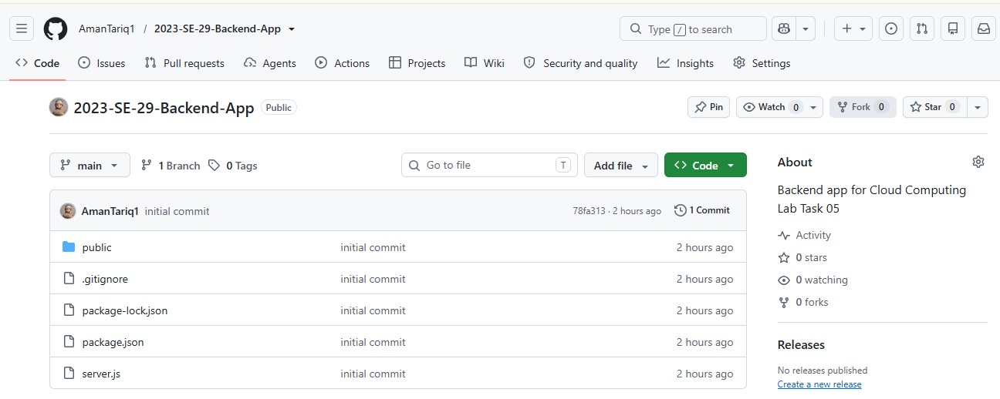 AmanTariq1 / 2023-SE-29-Backend-App
Type / to search
Code Issues Pull requests Agents Actions Projects Wiki Security and quality Insights Settings
2023-SE-29-Backend-App Public
Pin Watch 0 Fork 0 Star 0
main 1 Branch 0 Tags Go to file T Add file Code
AmanTariq1 initial commit 78fa313 · 2 hours ago 1 Commit
public initial commit 2 hours ago
.gitignore initial commit 2 hours ago
package-lock.json initial commit 2 hours ago
package.json initial commit 2 hours ago
server.js initial commit 2 hours ago
About
Backend app for Cloud Computing
Lab Task 05
Activity
0 stars
0 watching
0 forks
Releases
No releases published
Create a new release